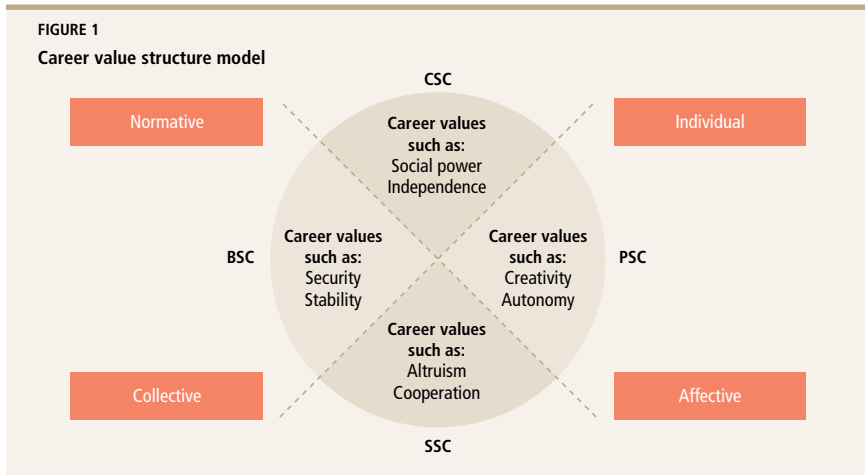 FIGURE 1
Career value structure model
CSC
Normative
Individual
Career values
such as:
Social power
Independence
BSC
Career values
such as:
Security
Stability
Career values
such as:
Creativity
Autonomy
PSC
Career values
such as:
Altruism
Cooperation
Collective
Affective
SSC